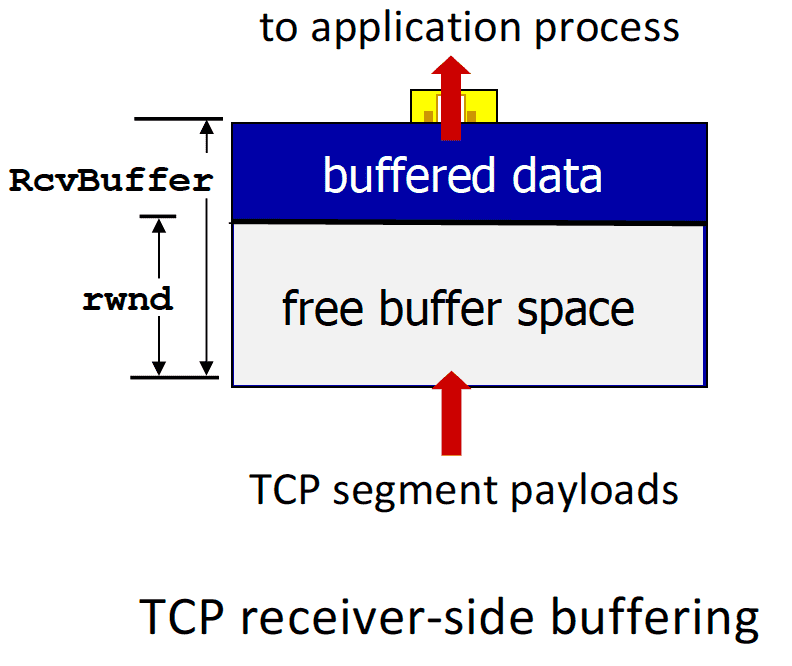 to application process
RcvBuffer
buffered data
rwnd
free buffer space
TCP segment payloads
TCP receiver-side buffering